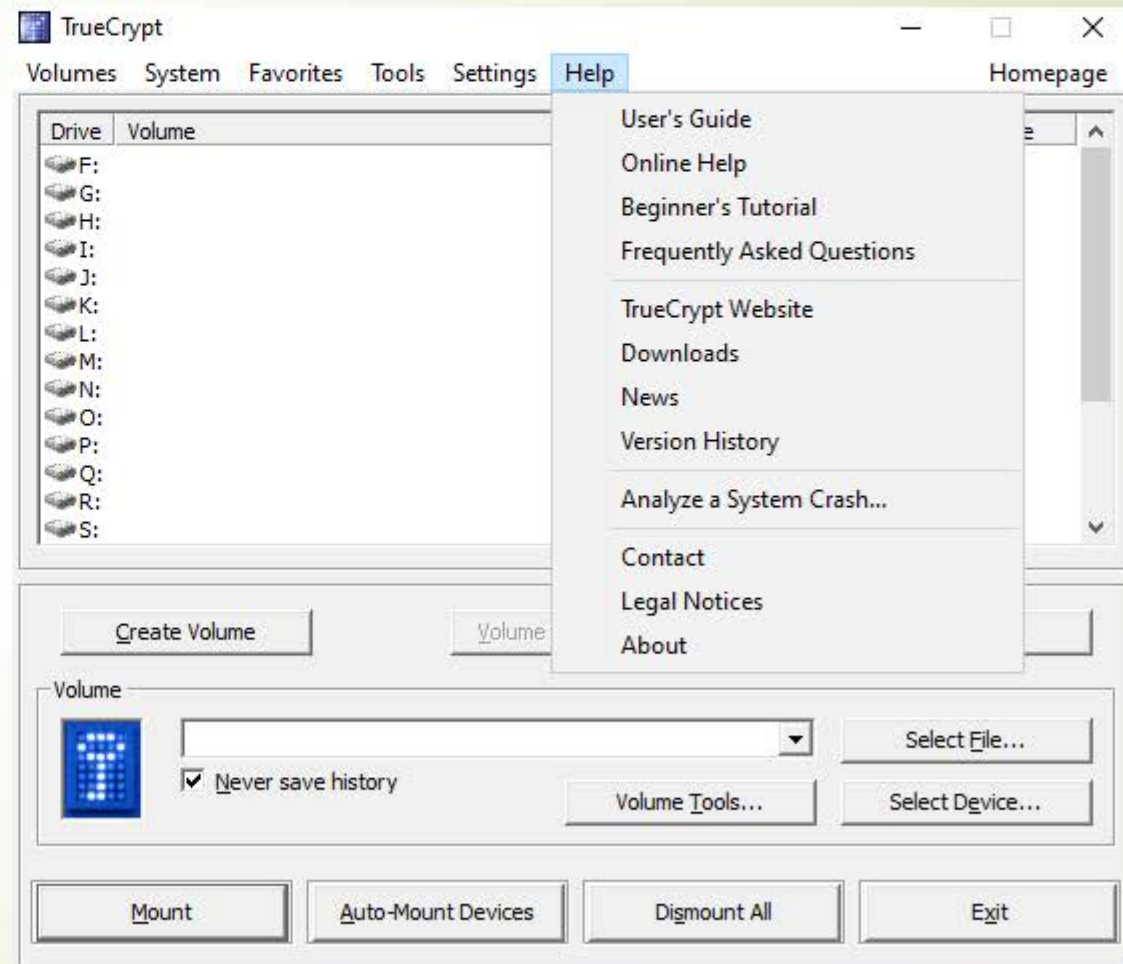 TrueCrypt
Volumes System Favorites Tools Settings Help Homepage
Drive Volume
F:
G:
H:
I:
J:
K:
L:
M:
N:
O:
P:
Q:
R:
S:
User's Guide
Online Help
Beginner's Tutorial
Frequently Asked Questions
TrueCrypt Website
Downloads
News
Version History
Analyze a System Crash...
Contact
Legal Notices
About
Create Volume
Volume
Volume
Never save history
Select File...
Volume Tools...
Select Device...
Mount
Auto-Mount Devices
Dismount All
Exit